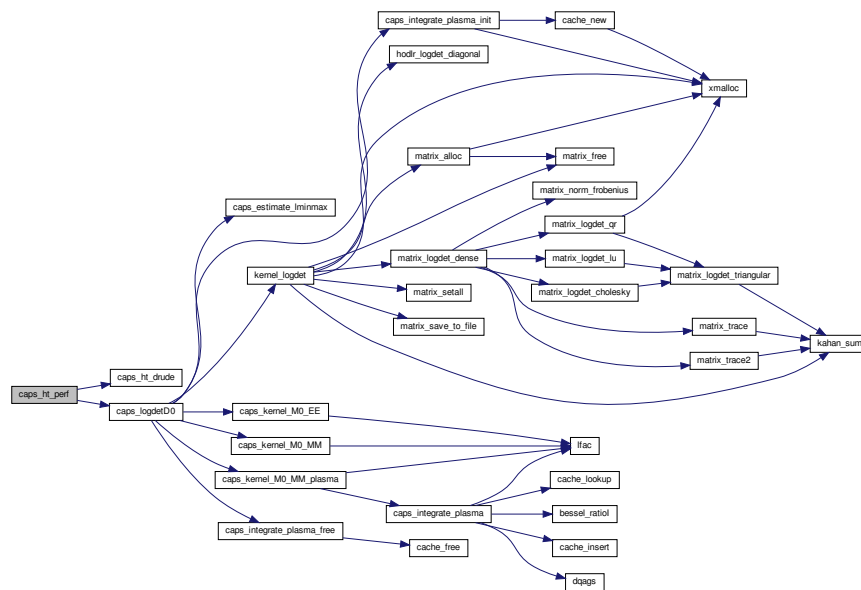 caps_integrate_plasma_init
cache_new
hodlr_logdet_diagonal
xmalloc
matrix_alloc
matrix_free
matrix_norm_frobenius
caps_estimate_lminmax
matrix_logdet_qr
matrix_logdet_dense
matrix_logdet_lu
kernel_logdet
matrix_logdet_triangular
matrix_setall
matrix_logdet_cholesky
matrix_save_to_file
matrix_trace
kahan_sum
matrix_trace2
caps_ht_drude
caps_ht_perf
caps_logdetD0
caps_kernel_M0_EE
caps_kernel_M0_MM
lfac
caps_kernel_M0_MM_plasma
cache_lookup
caps_integrate_plasma
bessel_ratioI
caps_integrate_plasma_free
cache_free
cache_insert
dqags